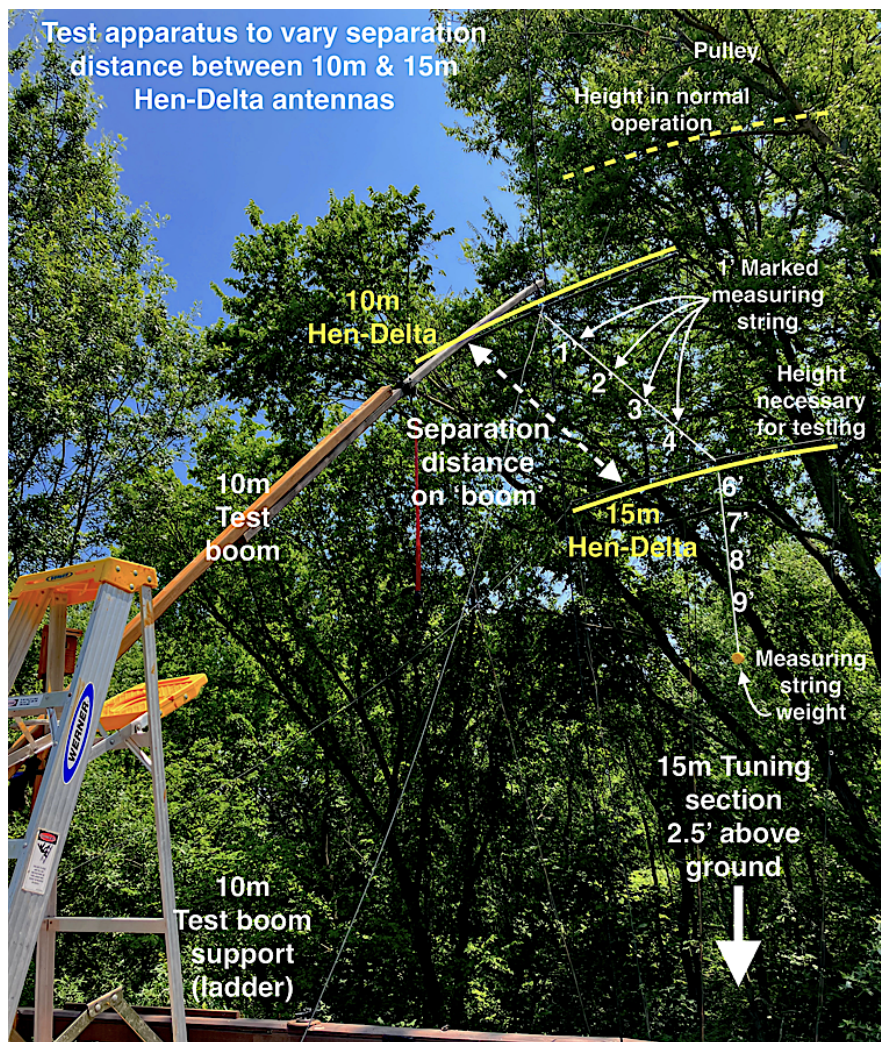 Test apparatus to vary separation
distance between 10m & 15m
Hen-Delta antennas
Pulley
Height in normal
operation
10m
Hen-Delta
1' Marked
measuring
string
1'
2'
3'
4
Height
necessary
for testing
Separation
distance
on 'boom'
10m
Test
boom
15m
Hen-Delta
6'
7'
8'
9'
Measuring
string
weight
WERNER
15m Tuning
section
2.5' above
ground
10m
Test boom
support
(ladder)